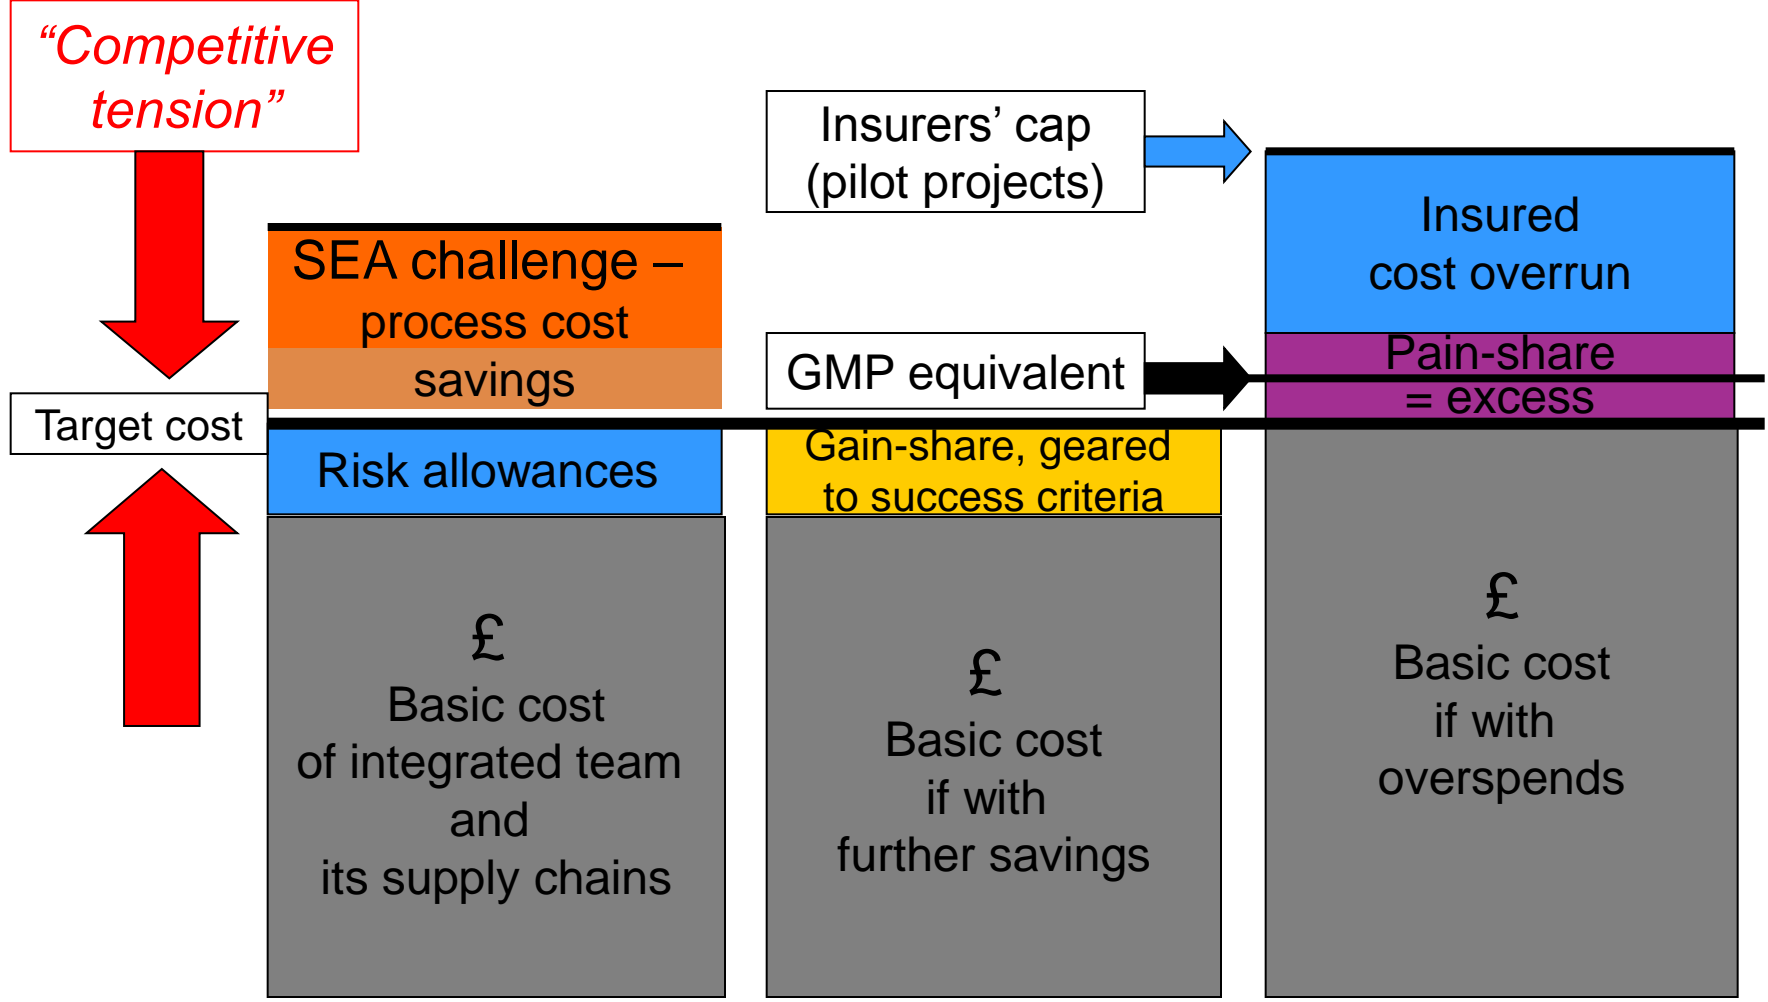 “Competitive
tension”
Target cost
SEA challenge –
process cost
savings
Risk allowances
£
Basic cost
of integrated team
and
its supply chains
Insurers’ cap
(pilot projects)
GMP equivalent
Gain-share, geared
to success criteria
£
Basic cost
if with
further savings
Insured
cost overrun
Pain-share
= excess
£
Basic cost
if with
overspends